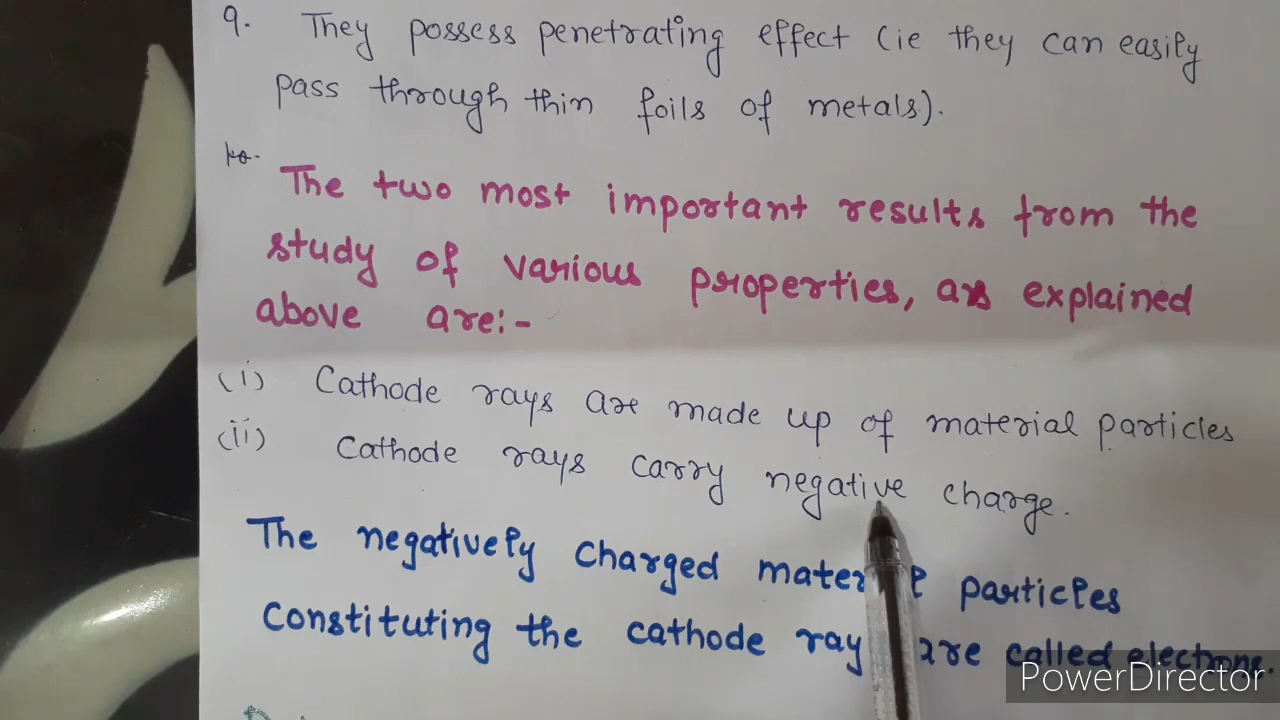 9. They possess penetrating effect (ie they can easily
pass through thin foils of metals).
10.
The two most important results from the
study of various properties, as explained
above are:-
(i) Cathode rays are made up of material particles
(ii) Cathode rays carry negative charge.
The negatively charged particles
constituting the cathode ray are called electrons.
PowerDirector